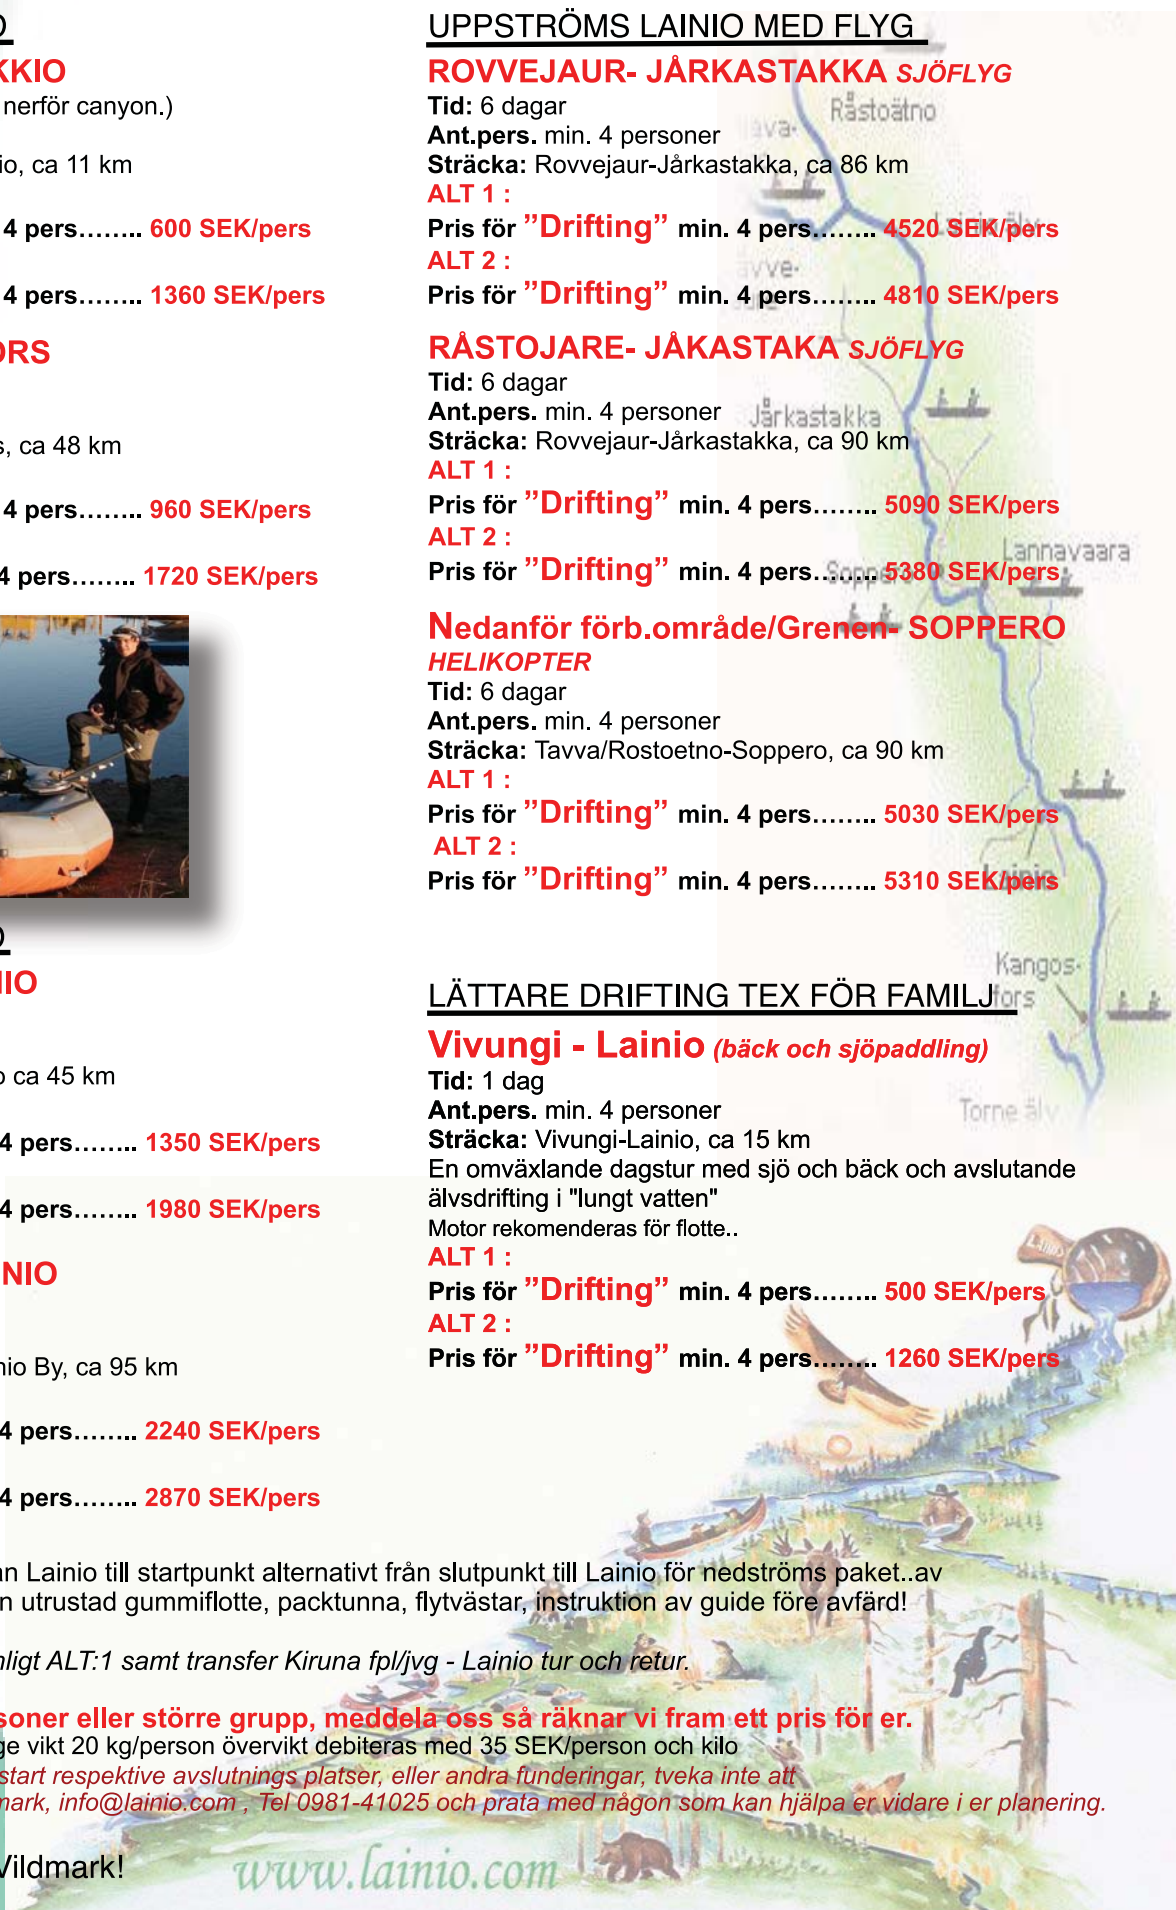 O
KKIO
nerför canyon.)
io, ca 11 km
4 pers…….. 600 SEK/pers
4 pers…….. 1360 SEK/pers
ORS
s, ca 48 km
4 pers…….. 960 SEK/pers
4 pers…….. 1720 SEK/pers
O
NIO
o ca 45 km
4 pers…….. 1350 SEK/pers
4 pers…….. 1980 SEK/pers
NIO
nio By, ca 95 km
4 pers…….. 2240 SEK/pers
4 pers…….. 2870 SEK/pers
UPPSTRÖMS LAINIO MED FLYG
ROVVEJAUR- JÅRKASTAKKA SJÖFLYG
Tid: 6 dagar
Ant.pers. min. 4 personer
Sträcka: Rovvejaur-Jårkastakka, ca 86 km
ALT 1 :
Pris för ”Drifting” min. 4 pers…….. 4520 SEK/pers
ALT 2 :
Pris för ”Drifting” min. 4 pers…….. 4810 SEK/pers
RÅSTOJARE- JÅKASTAKA SJÖFLYG
Tid: 6 dagar
Ant.pers. min. 4 personer
Sträcka: Rovvejaur-Jårkastakka, ca 90 km
ALT 1 :
Pris för ”Drifting” min. 4 pers…….. 5090 SEK/pers
ALT 2 :
Pris för ”Drifting” min. 4 pers…….. 5380 SEK/pers
Nedanför förb.område/Grenen- SOPPERO
HELIKOPTER
Tid: 6 dagar
Ant.pers. min. 4 personer
Sträcka: Tavva/Rostoetno-Soppero, ca 90 km
ALT 1 :
Pris för ”Drifting” min. 4 pers…….. 5030 SEK/pers
ALT 2 :
Pris för ”Drifting” min. 4 pers…….. 5310 SEK/pers
LÄTTARE DRIFTING TEX FÖR FAMILJ
Vivungi - Lainio (bäck och sjöpaddling)
Tid: 1 dag
Ant.pers. min. 4 personer
Sträcka: Vivungi-Lainio, ca 15 km
En omväxlande dagstur med sjö och bäck och avslutande
älvsdrifting i "lungt vatten"
Motor rekomenderas för flotte..
ALT 1 :
Pris för ”Drifting” min. 4 pers…….. 500 SEK/pers
ALT 2 :
Pris för ”Drifting” min. 4 pers…….. 1260 SEK/pers
Råstoätno
ava-
Lainio älv
avve-
Jårkastakka
Lannavaara
Soppero
Lainio
Kangos-
fors
Torne älv
LAINIO
an Lainio till startpunkt alternativt från slutpunkt till Lainio för nedströms paket..av
n utrustad gummiflotte, packtunna, flytvästar, instruktion av guide före avfärd!
nligt ALT:1 samt transfer Kiruna fpl/jvg - Lainio tur och retur.
soner eller större grupp, meddela oss så räknar vi fram ett pris för er.
ge vikt 20 kg/person övervikt debiteras med 35 SEK/person och kilo
start respektive avslutnings platser, eller andra funderingar, tveka inte att
mark, info@lainio.com , Tel 0981-41025 och prata med någon som kan hjälpa er vidare i er planering.
Vildmark!
www.lainio.com